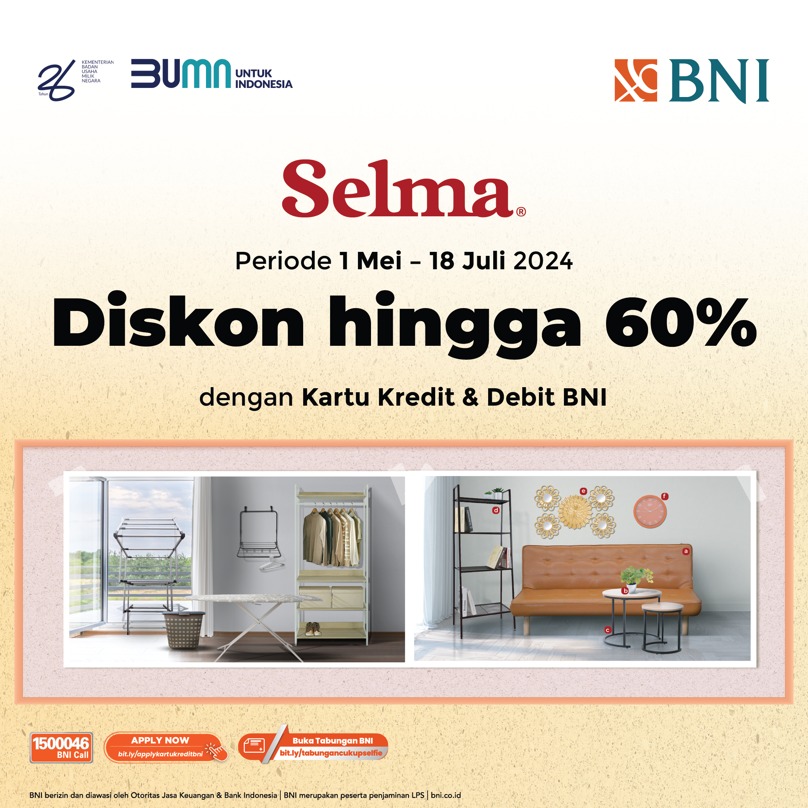 26
Tahun
KEMENTERIAN
BADAN
USAHA
MILIK
NEGARA
BUMN UNTUK
INDONESIA
BNI
Selma®
Periode 1 Mei – 18 Juli 2024
Diskon hingga 60%
dengan Kartu Kredit & Debit BNI
e
f
d
a
b
c
1500046
BNI Call
APPLY NOW
bit.ly/applykartukreditbni
Buka Tabungan BNI
bit.ly/tabungancukupselfie
BNI berizin dan diawasi oleh Otoritas Jasa Keuangan & Bank Indonesia | BNI merupakan peserta penjaminan LPS | bni.co.id